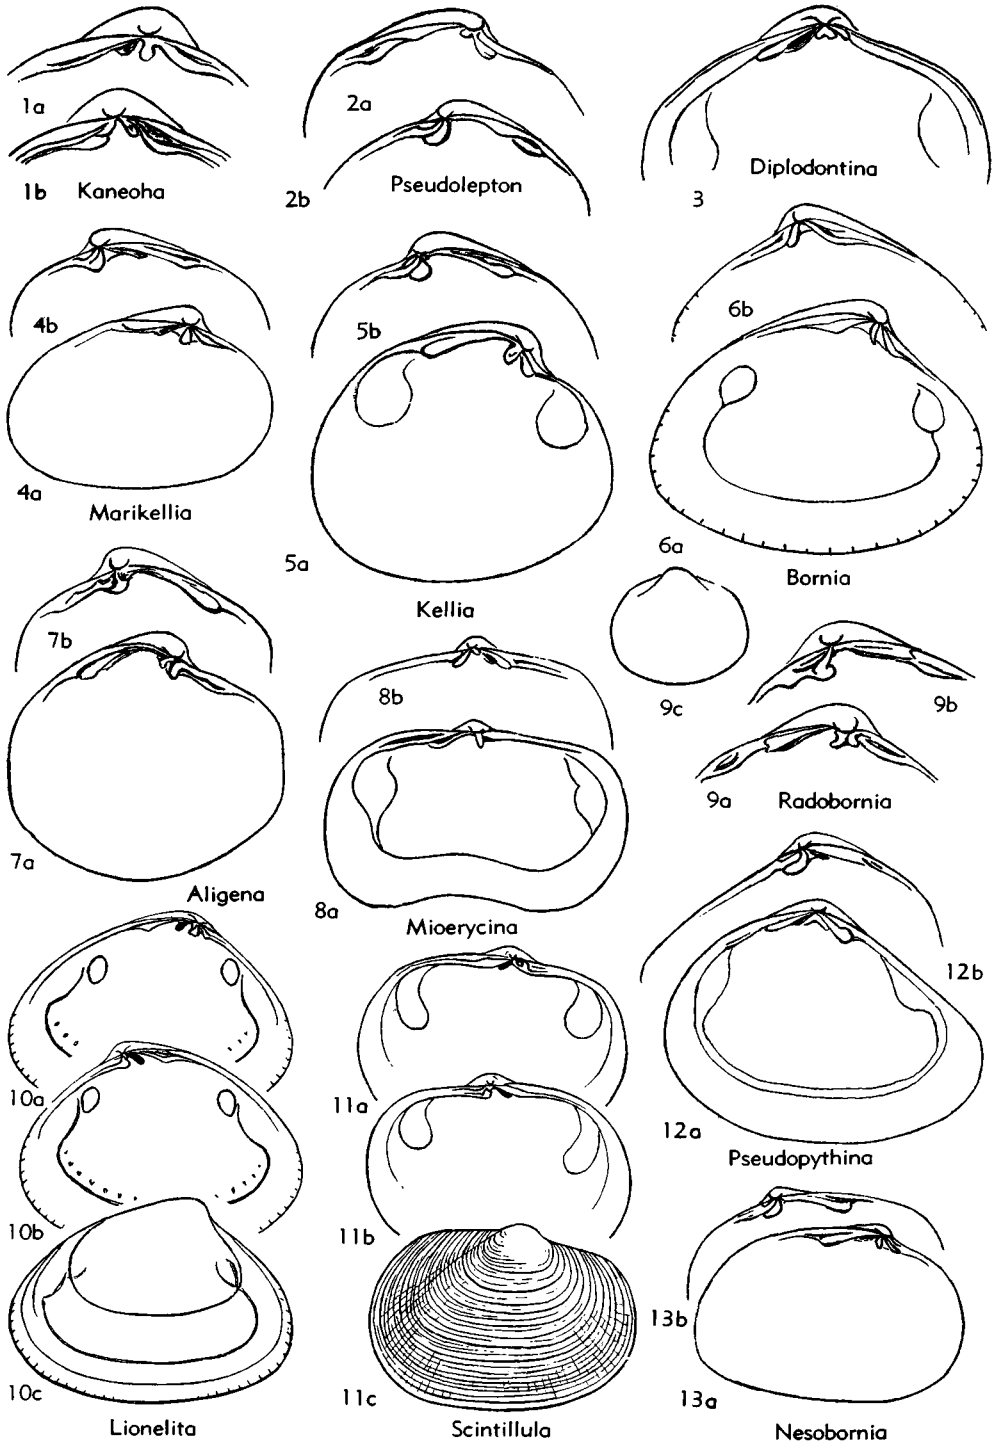 1a
1b Kaneoha
2a
2b Pseudolepton
3 Diplodontina
4b
4a
Marikellia
5b
5a
Kellia
6b
6a
Bornia
7b
7a
Aligena
8b
8a
Mioerycina
9c
9b
9a Radobornia
10a
10b
10c
Lionelita
11a
11b
11c
Scintillula
12b
12a
Pseudopythina
13b
13a
Nesobornia